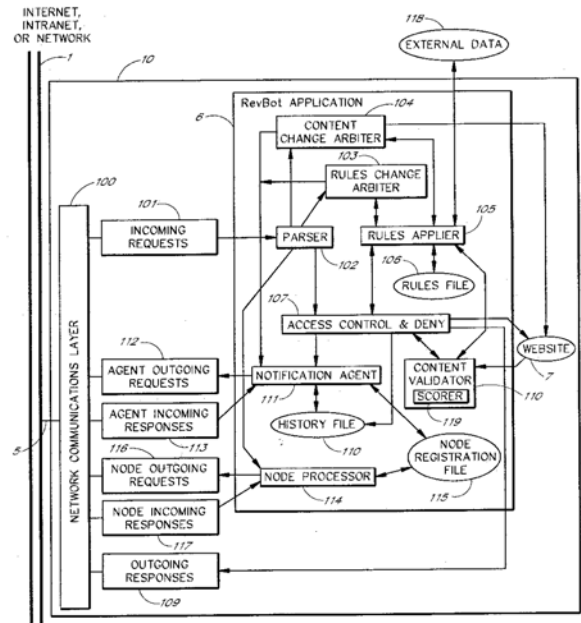 INTERNET,
INTRANET,
OR NETWORK
1
10
118
EXTERNAL DATA
6
RevBot APPLICATION
104
CONTENT
CHANGE ARBITER
103
RULES CHANGE
ARBITER
100
101
INCOMING
REQUESTS
PARSER
102
RULES APPLIER
105
106
RULES FILE
107
ACCESS CONTROL & DENY
112
AGENT OUTGOING
REQUESTS
NOTIFICATION AGENT
111
CONTENT
VALIDATOR
SCORER
119
110
WEBSITE
7
5
NETWORK COMMUNICATIONS LAYER
AGENT INCOMING
RESPONSES
113
HISTORY FILE
110
116
NODE OUTGOING
REQUESTS
NODE PROCESSOR
114
NODE
REGISTRATION
FILE
115
NODE INCOMING
RESPONSES
117
OUTGOING
RESPONSES
109